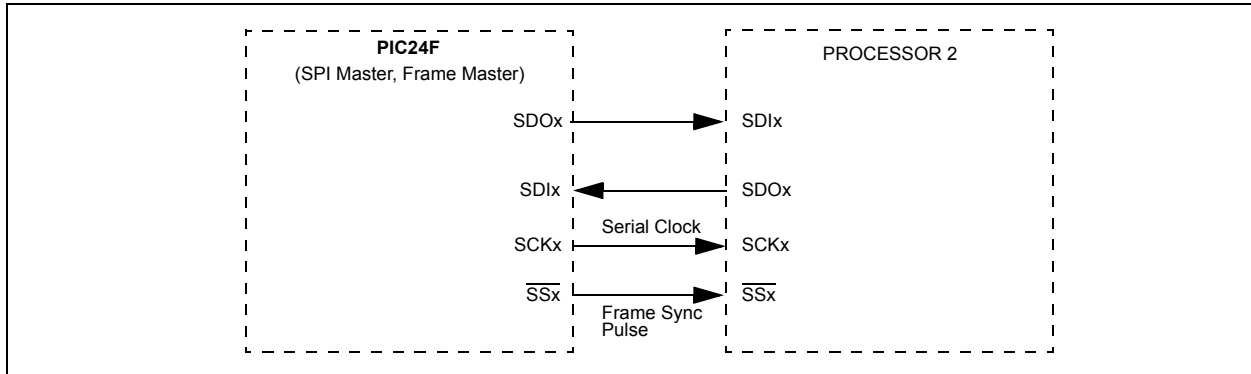 PIC24F
(SPI Master, Frame Master)
PROCESSOR 2
SDOx
SDIx
SDIx
SDOx
Serial Clock
SCKx
SCKx
SSx
SSx
Frame Sync
Pulse